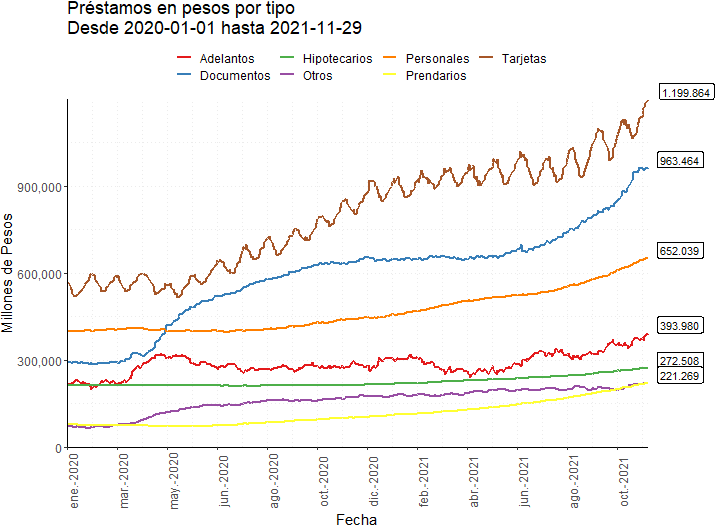 Préstamos en pesos por tipo
Desde 2020-01-01 hasta 2021-11-29
Adelantos Hipotecarios Personales Tarjetas
Documentos Otros Prendarios
Millones de Pesos
900,000
600,000
300,000
0
1.199.864
963.464
652.039
393.980
272.508
221.269
ene.-2020 mar.-2020 may.-2020 jun.-2020 ago.-2020 oct.-2020 dic.-2020 feb.-2021 abr.-2021 jun.-2021 ago.-2021 oct.-2021
Fecha